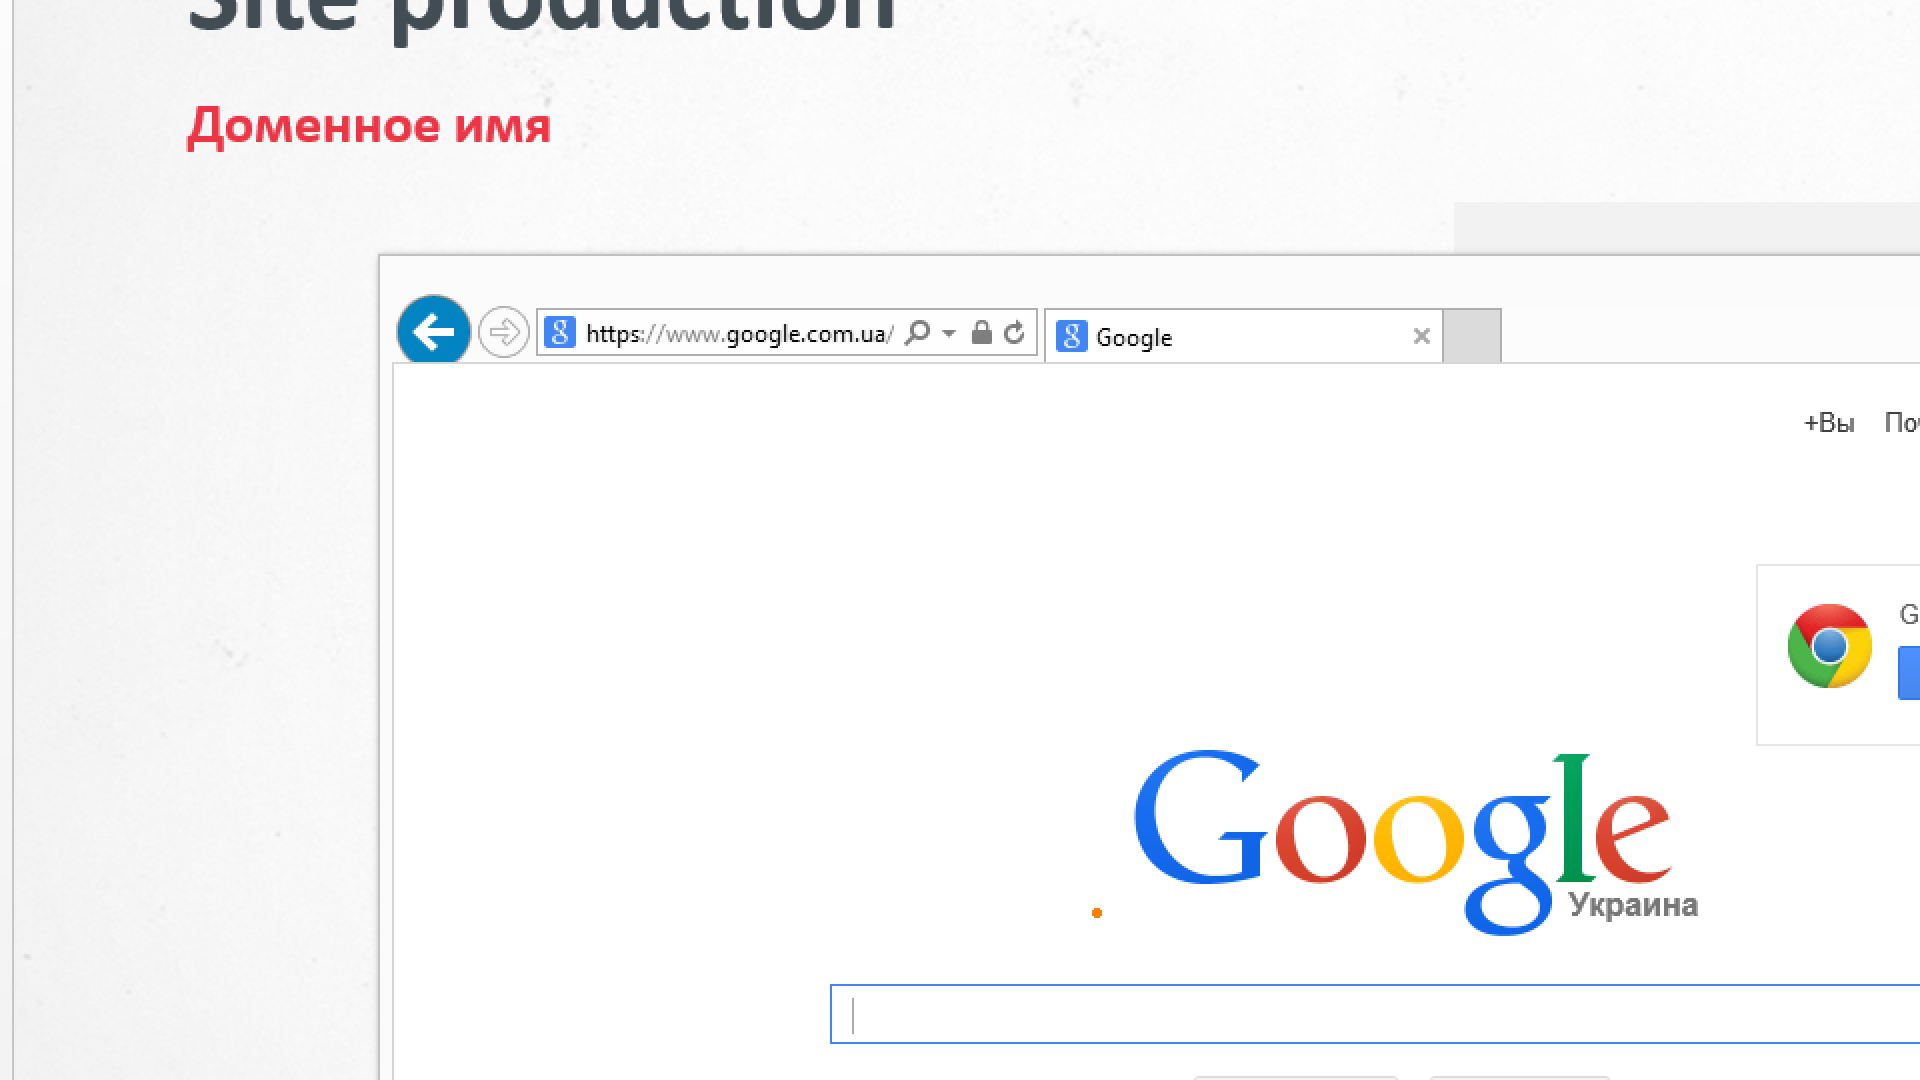 Site production
Доменное имя
https://www.google.com.ua/
Google
+Вы
Google
Украина